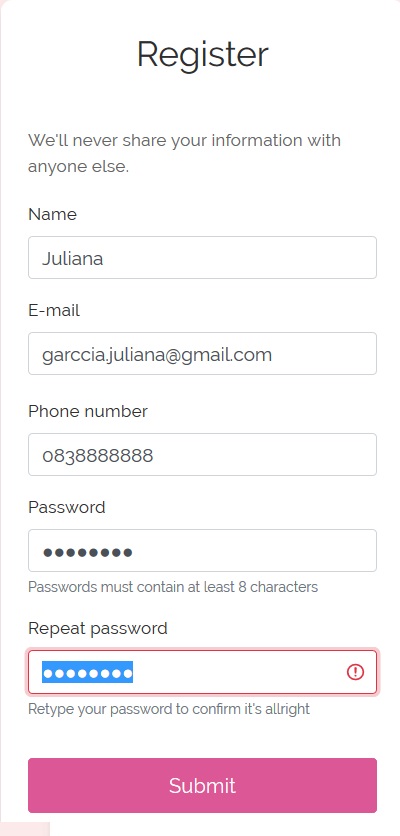 Register
We'll never share your information with
anyone else.
Name
Juliana
E-mail
garccia.juliana@gmail.com
Phone number
0838888888
Password
●●●●●●●●
Passwords must contain at least 8 characters
Repeat password
●●●●●●●●
Retype your password to confirm it's allright
Submit